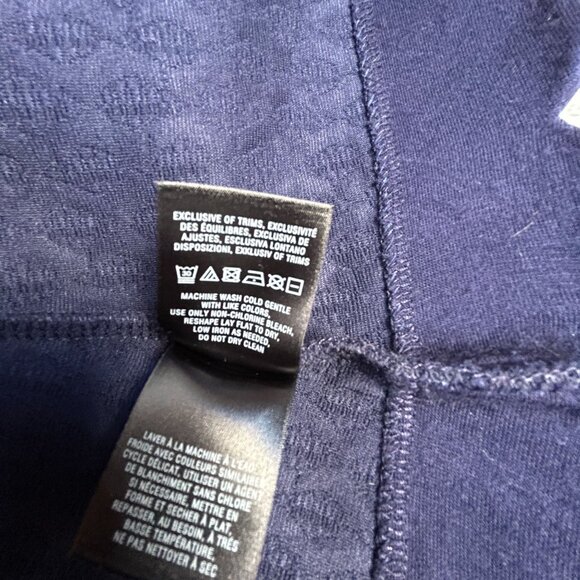 EXCLUSIVE OF TRIMS, EXCLUSIVITÉ
DES ÉQUILIBRES, EXCLUSIVA DE
AJUSTES, ESCLUSIVA LONTANO
DISPOSIZIONI, EXKLUSIV OF TRIMS
30
MACHINE WASH COLD GENTLE
WITH LIKE COLORS,
USE ONLY NON-CHLORINE BLEACH,
RESHAPE LAY FLAT TO DRY,
LOW IRON AS NEEDED,
DO NOT DRY CLEAN
LAVER À LA MACHINE À L'EAU
FROIDE AVEC COULEURS SIMILAIRES
CYCLE DÉLICAT. UTILISER UN AGENT
DE BLANCHIMENT SANS CHLORE
SI NÉCESSAIRE, METTRE EN
FORME ET SÉCHER À PLAT,
REPASSER, AU BESOIN, À TRÈS
BASSE TEMPÉRATURE,
NE PAS NETTOYER À SEC